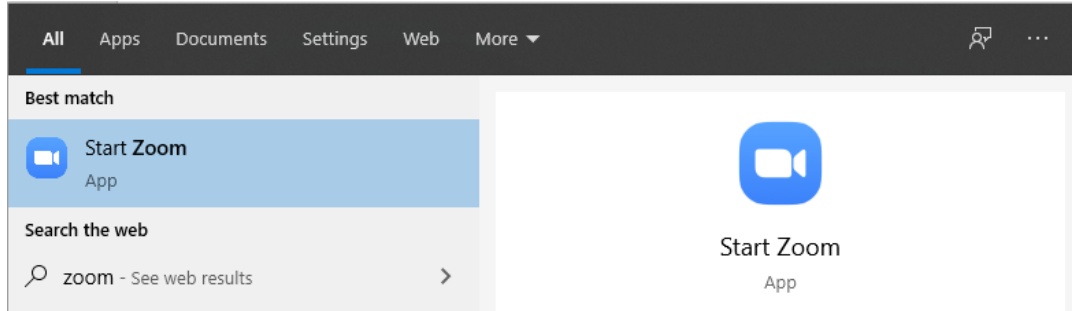 All Apps Documents Settings Web More
Best match
Start Zoom
App
Search the web
zoom - See web results
Start Zoom
App